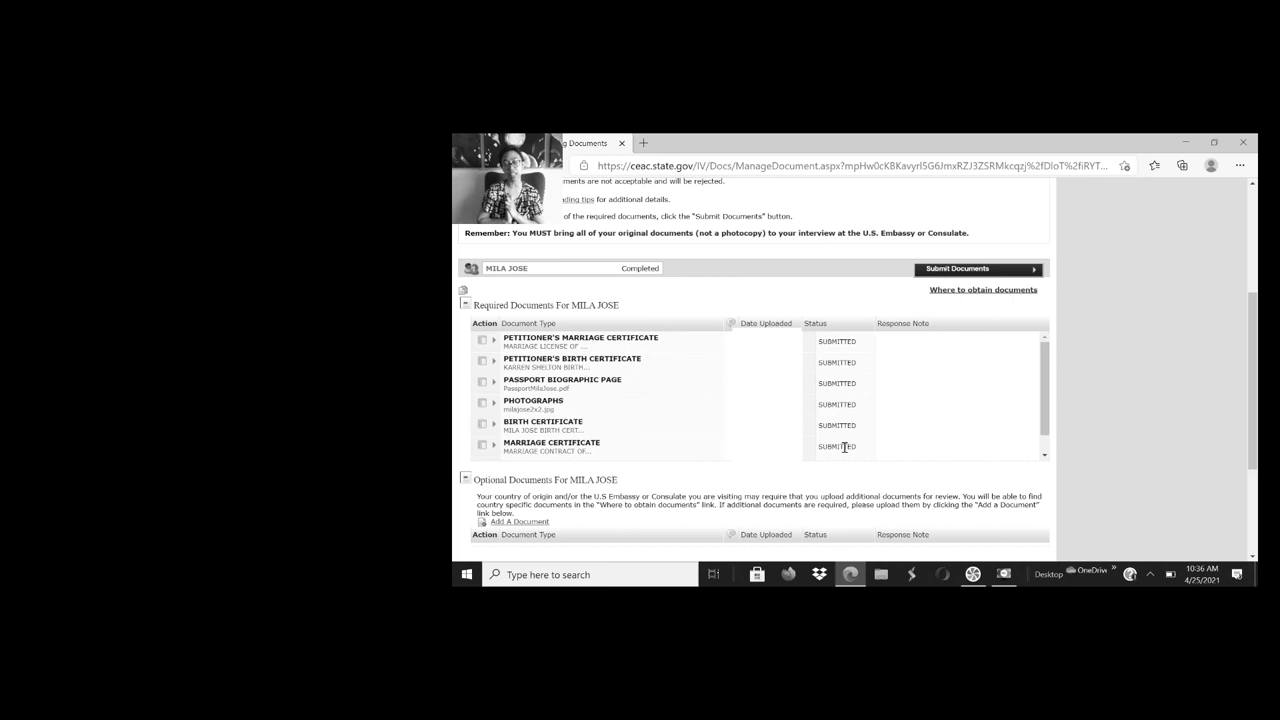 g Documents
https://ceac.state.gov/IV/Docs/ManageDocument.aspx?
ments are not acceptable and will be rejected.
ding tips for additional details.
of the required documents, click the "Submit Documents" button.
Remember: You MUST bring all of your original documents (not a photocopy) to your interview at the U.S. Embassy or Consulate.
MILA JOSE Completed Submit Documents
Where to obtain documents
Required Documents For MILA JOSE
Action Document Type Date Uploaded Status Response Note
PETITIONER'S MARRIAGE CERTIFICATE SUBMITTED
MARRIAGE LICENSE OF ...
PETITIONER'S BIRTH CERTIFICATE SUBMITTED
KARREN SHELTON BIRTH...
PASSPORT BIOGRAPHIC PAGE SUBMITTED
PassportMilaJose.pdf
PHOTOGRAPHS SUBMITTED
milajose2x2.jpg
BIRTH CERTIFICATE SUBMITTED
MILA JOSE BIRTH CERT...
MARRIAGE CERTIFICATE SUBMITTED
MARRIAGE CONTRACT OF...
Optional Documents For MILA JOSE
Your country of origin and/or the U.S Embassy or Consulate you are visiting may require that you upload additional documents for review. You will be able to find
country specific documents in the "Where to obtain documents" link. If additional documents are required, please upload them by clicking the "Add a Document"
link below.
Add A Document
Action Document Type Date Uploaded Status Response Note
Type here to search Desktop OneDriv 10:36 AM
4/25/2021